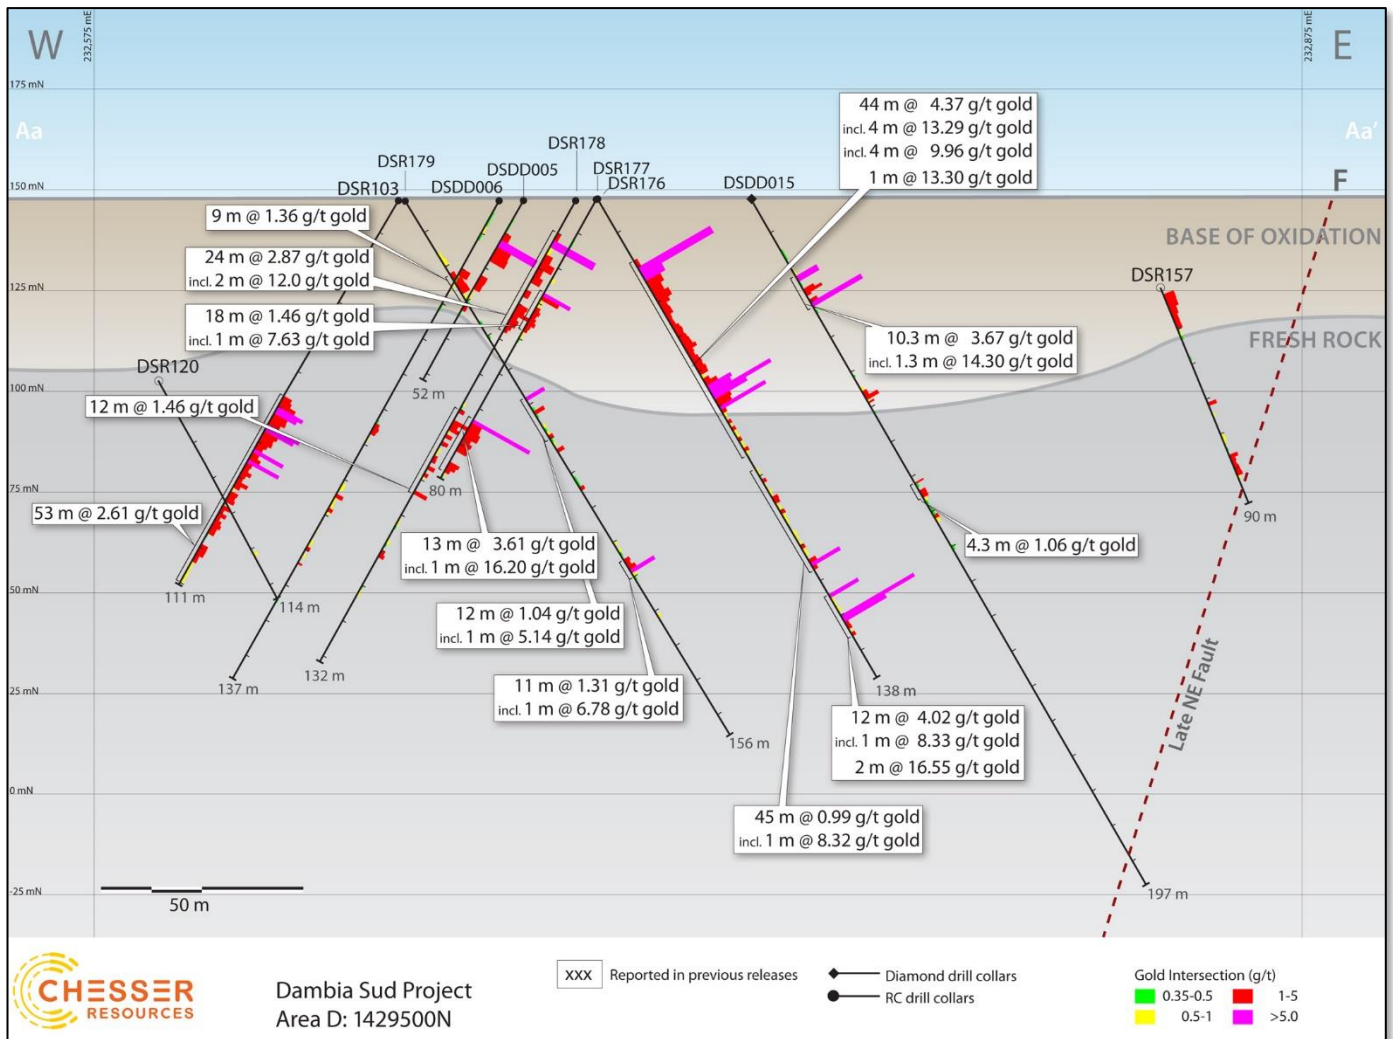 W
232,575 mE
232,875 mE
E
175 mN
Aa
Aa'
44 m @ 4.37 g/t gold
incl. 4 m @ 13.29 g/t gold
incl. 4 m @ 9.96 g/t gold
1 m @ 13.30 g/t gold
DSR178
DSR179
DSDD005
DSR177
150 mN
DSR103
DSDD006
DSR176
DSDD015
F
9 m @ 1.36 g/t gold
BASE OF OXIDATION
24 m @ 2.87 g/t gold
incl. 2 m @ 12.0 g/t gold
DSR157
125 mN
18 m @ 1.46 g/t gold
incl. 1 m @ 7.63 g/t gold
10.3 m @ 3.67 g/t gold
incl. 1.3 m @ 14.30 g/t gold
FRESH ROCK
DSR120
100 mN
52 m
12 m @ 1.46 g/t gold
75 mN
80 m
53 m @ 2.61 g/t gold
90 m
13 m @ 3.61 g/t gold
incl. 1 m @ 16.20 g/t gold
4.3 m @ 1.06 g/t gold
50 mN
111 m
114 m
12 m @ 1.04 g/t gold
incl. 1 m @ 5.14 g/t gold
132 m
137 m
25 mN
11 m @ 1.31 g/t gold
incl. 1 m @ 6.78 g/t gold
138 m
Late NE Fault
12 m @ 4.02 g/t gold
incl. 1 m @ 8.33 g/t gold
2 m @ 16.55 g/t gold
156 m
0 mN
45 m @ 0.99 g/t gold
incl. 1 m @ 8.32 g/t gold
-25 mN
197 m
50 m
CHESSER
RESOURCES
Dambia Sud Project
Area D: 1429500N
xxx Reported in previous releases
Diamond drill collars
RC drill collars
Gold Intersection (g/t)
0.35-0.5
1-5
0.5-1
>5.0